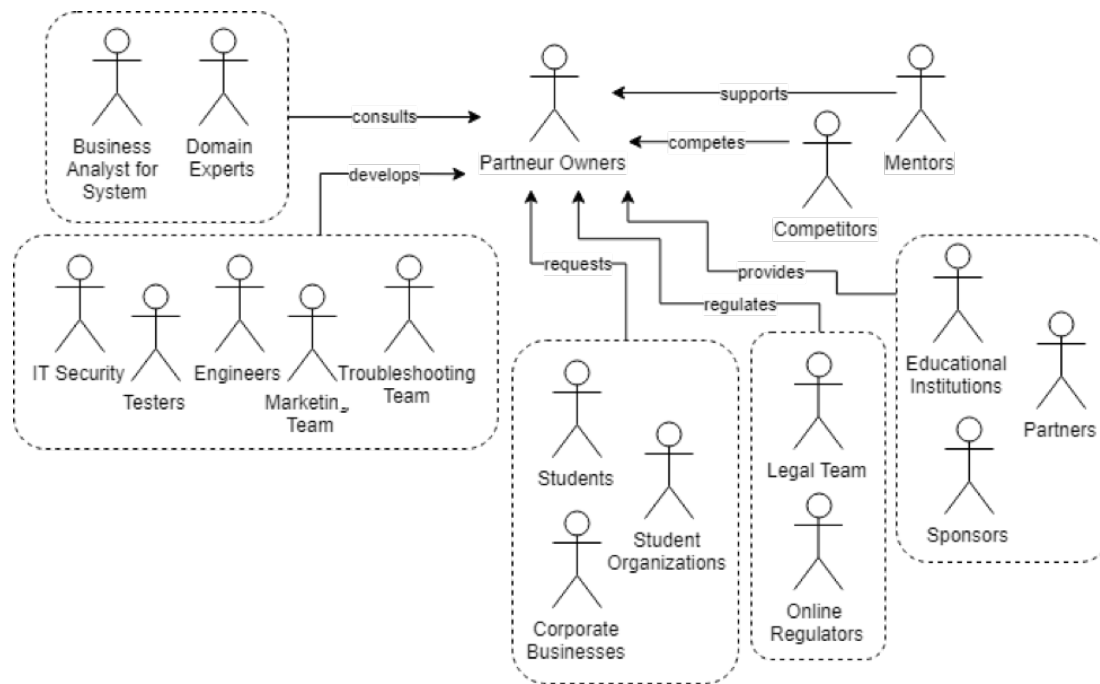 Business
Analyst for
System
Domain
Experts
consults
develops
Partneur Owners
supports
competes
Mentors
Competitors
requests
provides
regulates
IT Security
Testers
Engineers
Marketin
Team
Troubleshooting
Team
Students
Student
Organizations
Corporate
Businesses
Legal Team
Online
Regulators
Educational
Institutions
Partners
Sponsors